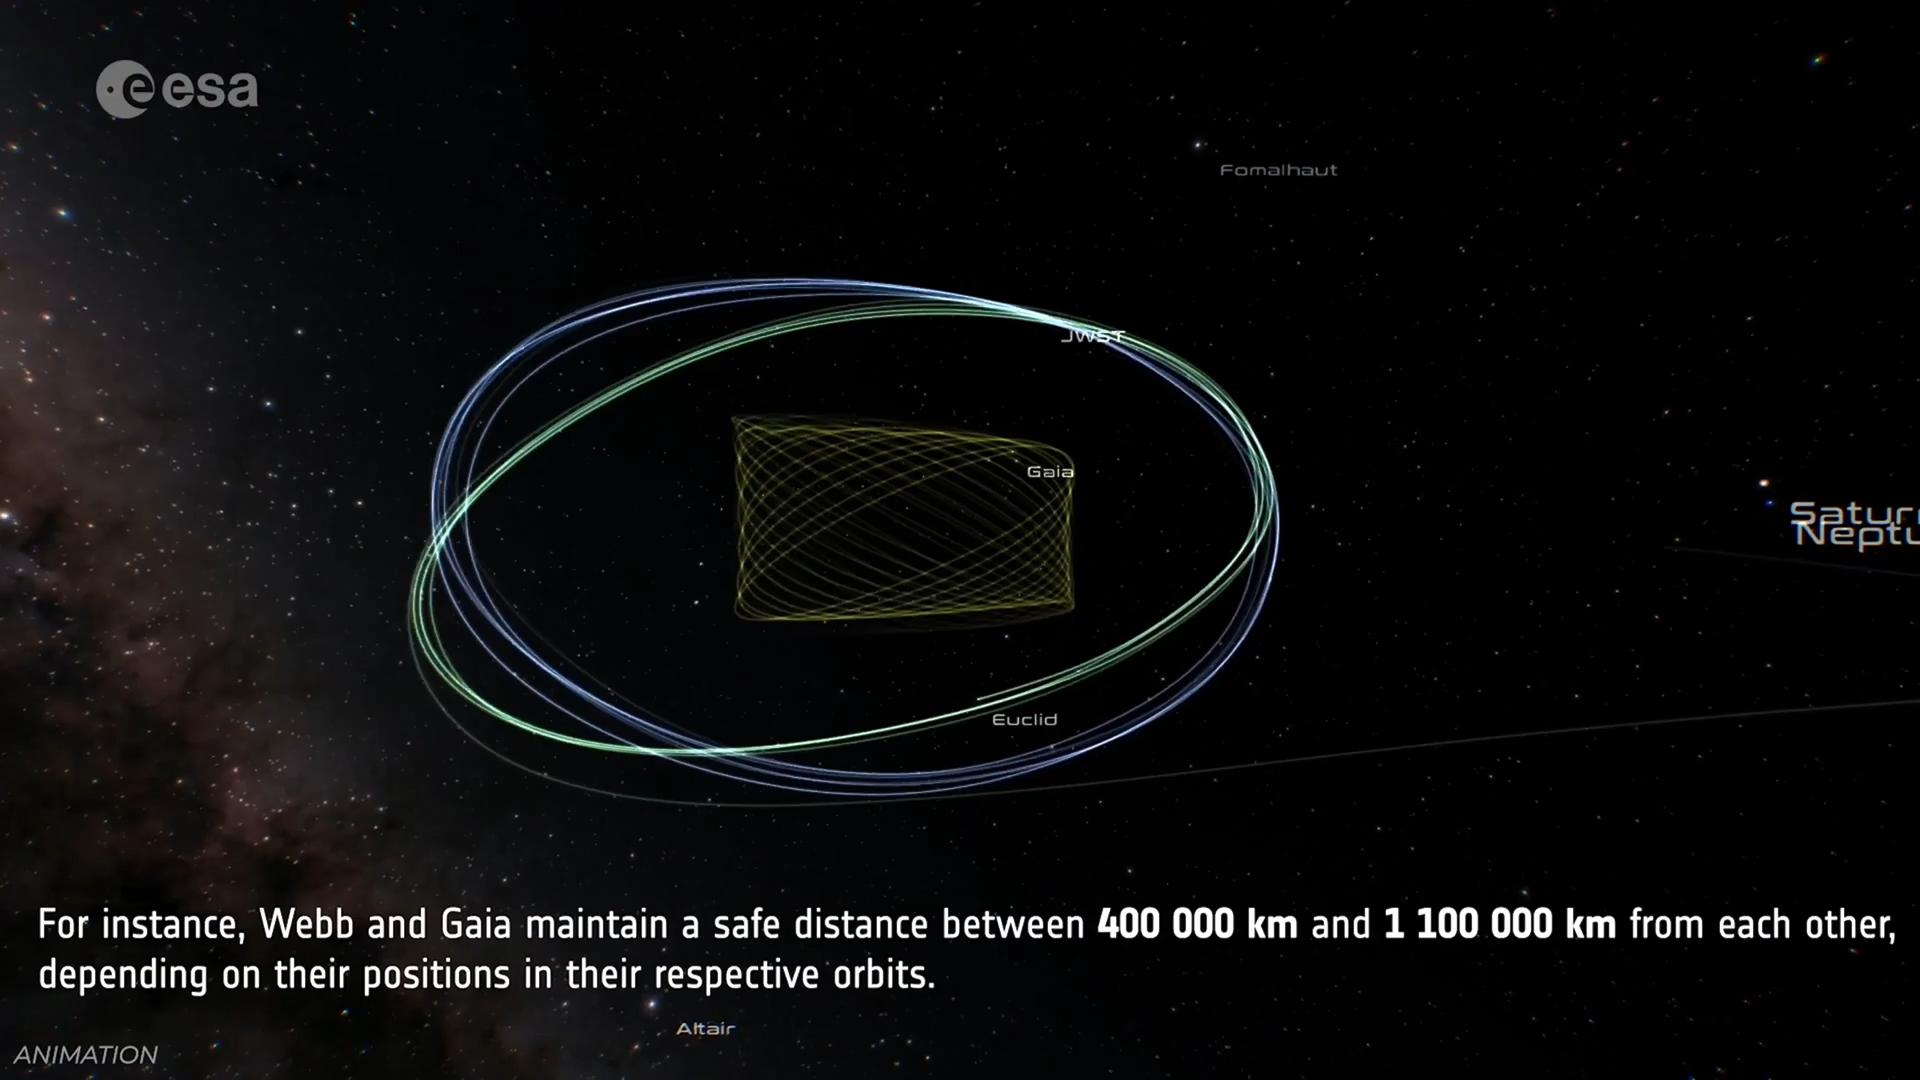 esa
Fomalhaut
JWST
Gaia
Euclid
For instance, Webb and Gaia maintain a safe distance between 400 000 km and 1 100 000 km from each other,
depending on their positions in their respective orbits.
Altair
ANIMATION